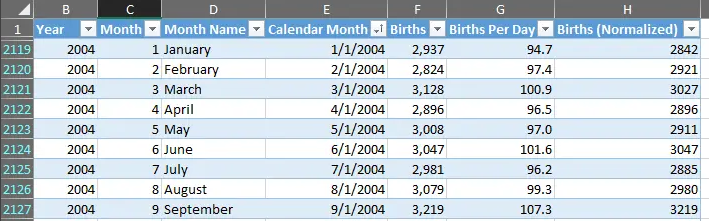 B C D E F G H
1 Year Month Month Name Calendar Month Births Births Per Day Births (Normalized)
2119 2004 1 January 1/1/2004 2,937 94.7 2842
2120 2004 2 February 2/1/2004 2,824 97.4 2921
2121 2004 3 March 3/1/2004 3,128 100.9 3027
2122 2004 4 April 4/1/2004 2,896 96.5 2896
2123 2004 5 May 5/1/2004 3,008 97.0 2911
2124 2004 6 June 6/1/2004 3,047 101.6 3047
2125 2004 7 July 7/1/2004 2,981 96.2 2885
2126 2004 8 August 8/1/2004 3,079 99.3 2980
2127 2004 9 September 9/1/2004 3,219 107.3 3219